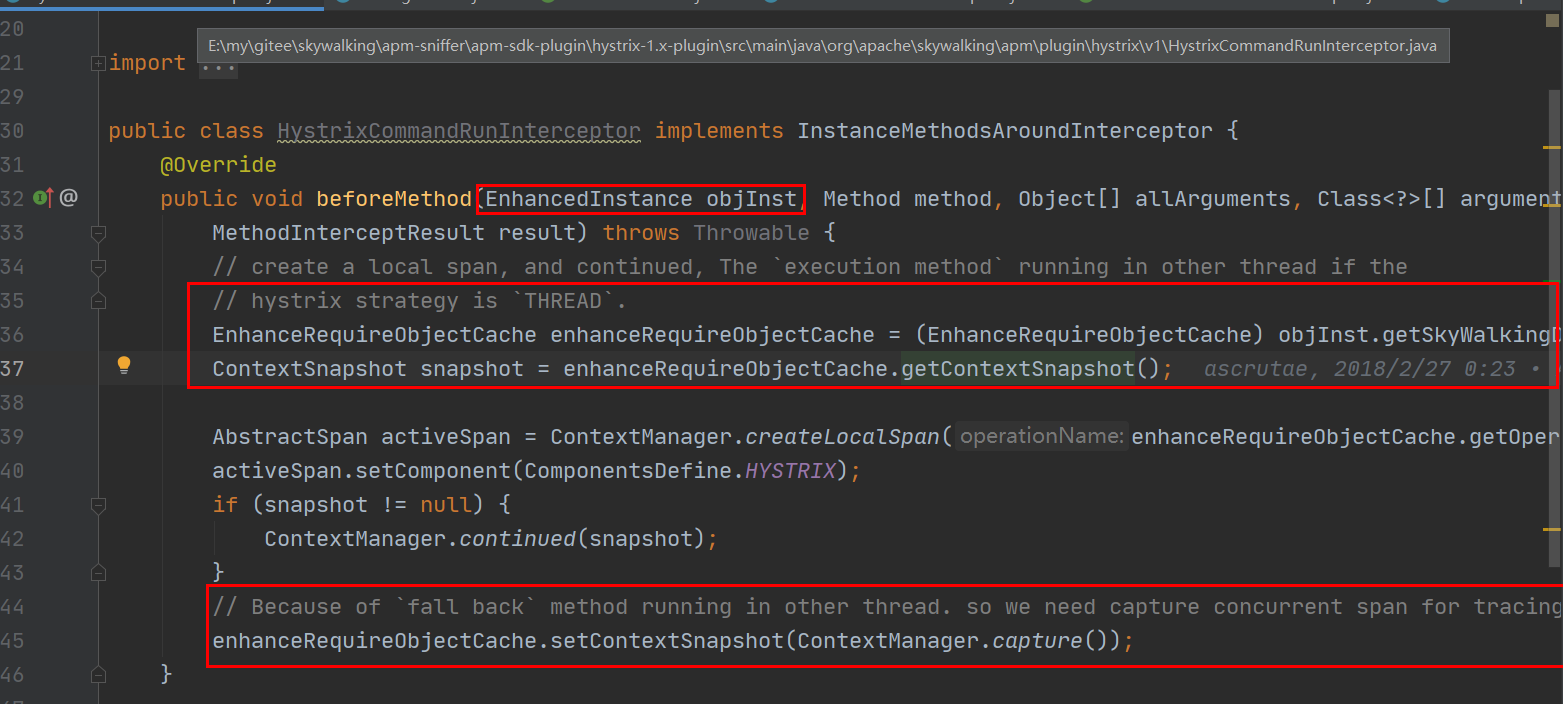 20
E:\my\gitee\skywalking\apm-sniffer\apm-sdk-plugin\hystrix-1.x-plugin\src\main\java\org\apache\skywalking\apm\plugin\hystrix\v1\HystrixCommandRunInterceptor.java
21 import ...
29
30 public class HystrixCommandRunInterceptor implements InstanceMethodsAroundInterceptor {
31 @Override
32 public void beforeMethod(EnhancedInstance objInst, Method method, Object[] allArguments, Class<?>[] argument
33 MethodInterceptResult result) throws Throwable {
34 // create a local span, and continued, The `execution method` running in other thread if the
35 // hystrix strategy is `THREAD`.
36 EnhanceRequireObjectCache enhanceRequireObjectCache = (EnhanceRequireObjectCache) objInst.getSkyWalkingD
37 ContextSnapshot snapshot = enhanceRequireObjectCache.getContextSnapshot(); ascrutae, 2018/2/27 0:23 •
38
39 AbstractSpan activeSpan = ContextManager.createLocalSpan( operationName: enhanceRequireObjectCache.getOper
40 activeSpan.setComponent(ComponentsDefine.HYSTRIX);
41 if (snapshot != null) {
42 ContextManager.continued(snapshot);
43 }
44 // Because of `fall back` method running in other thread. so we need capture concurrent span for tracing
45 enhanceRequireObjectCache.setContextSnapshot(ContextManager.capture());
46 }